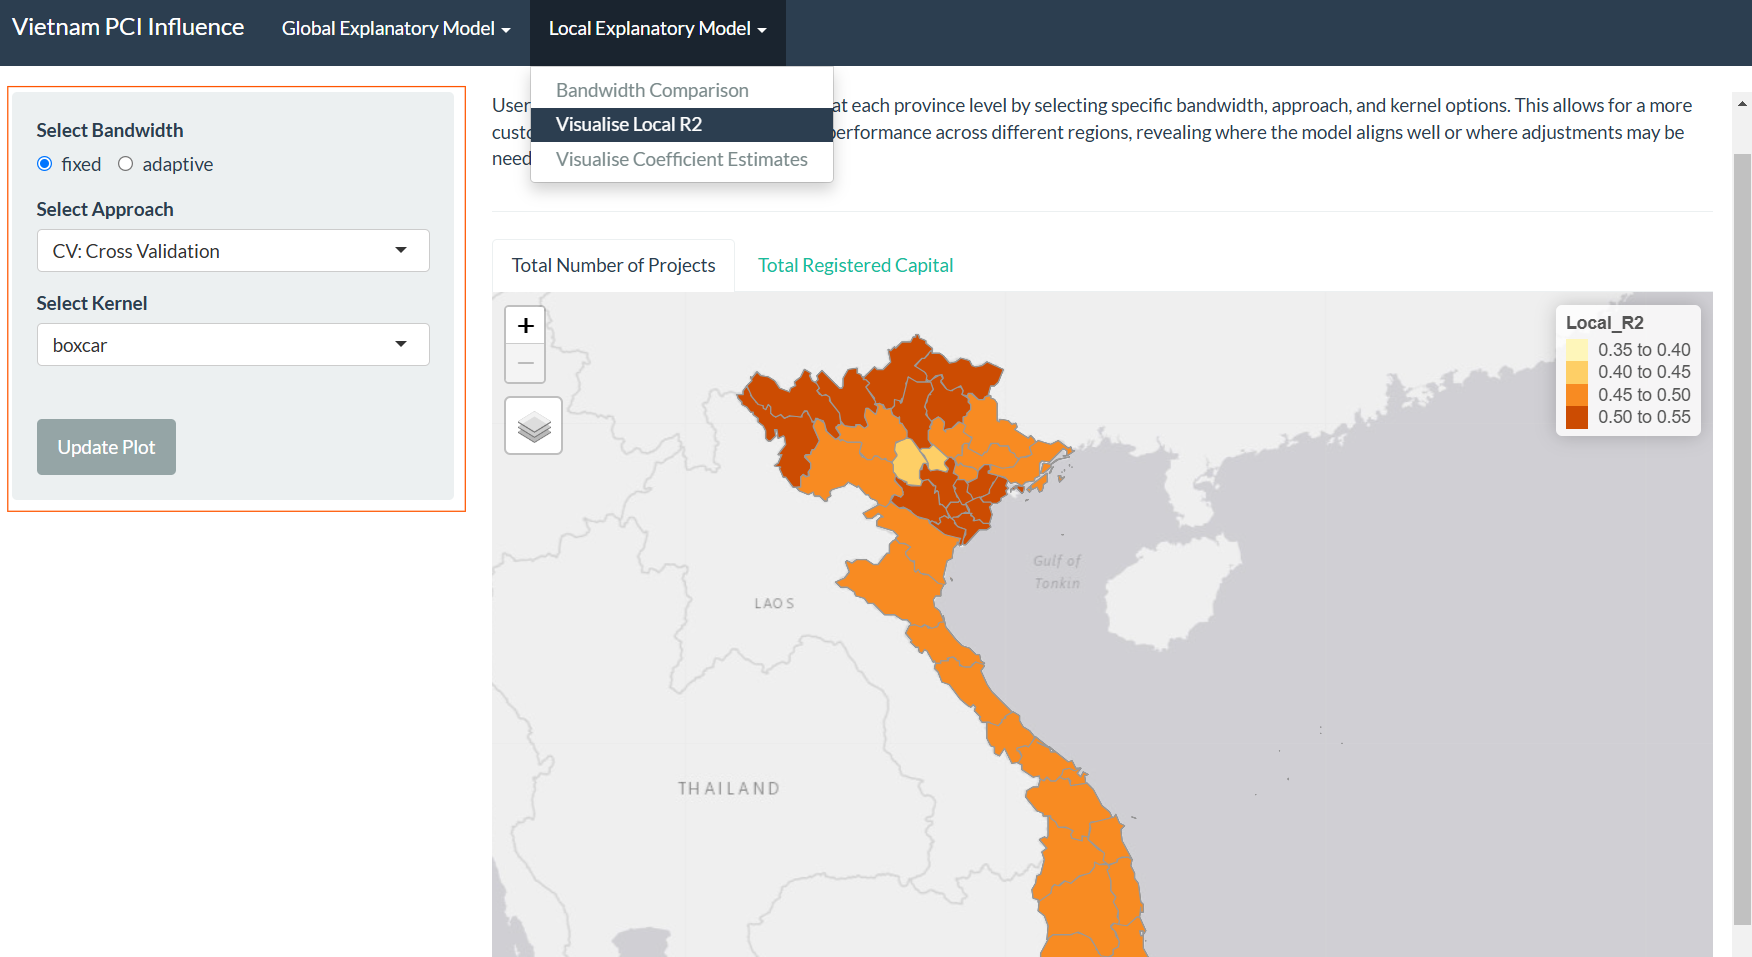 Vietnam PCI Influence
Global Explanatory Model
Local Explanatory Model
Bandwidth Comparison
Visualise Local R2
Visualise Coefficient Estimates
Select Bandwidth
fixed
adaptive
Select Approach
CV: Cross Validation
Select Kernel
boxcar
Update Plot
User at each province level by selecting specific bandwidth, approach, and kernel options. This allows for a more
performance across different regions, revealing where the model aligns well or where adjustments may be
need
Total Number of Projects
Total Registered Capital
+
−
Local_R2
0.35 to 0.40
0.40 to 0.45
0.45 to 0.50
0.50 to 0.55
Gulf of
Tonkin
LAOS
THAILAND